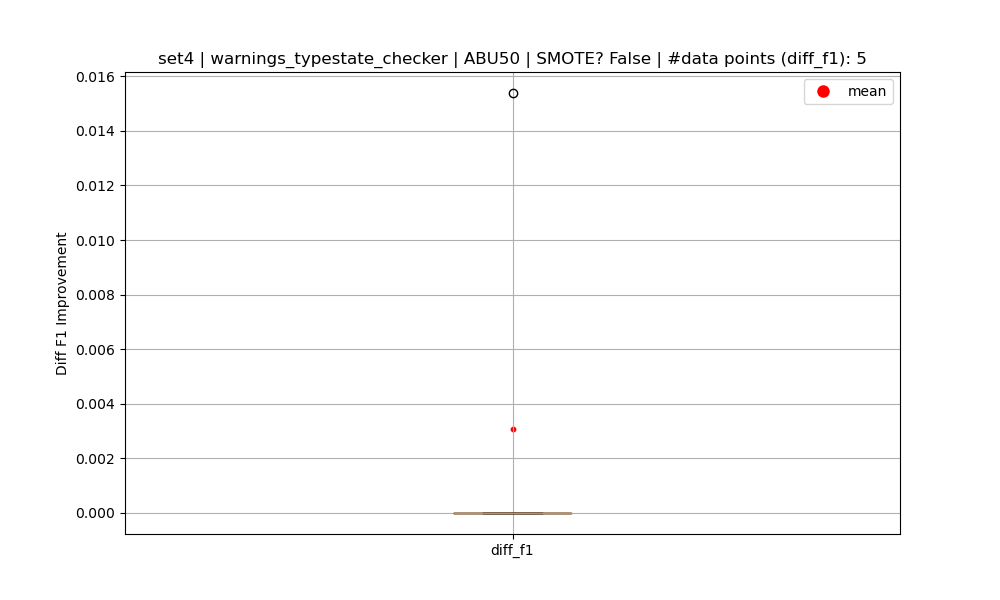 set4 | warnings_typestate_checker | ABU50 | SMOTE? False | #data points (diff_f1): 5
mean
0.016
0.014
0.012
0.010
0.008
0.006
0.004
0.002
0.000
Diff F1 Improvement
diff_f1